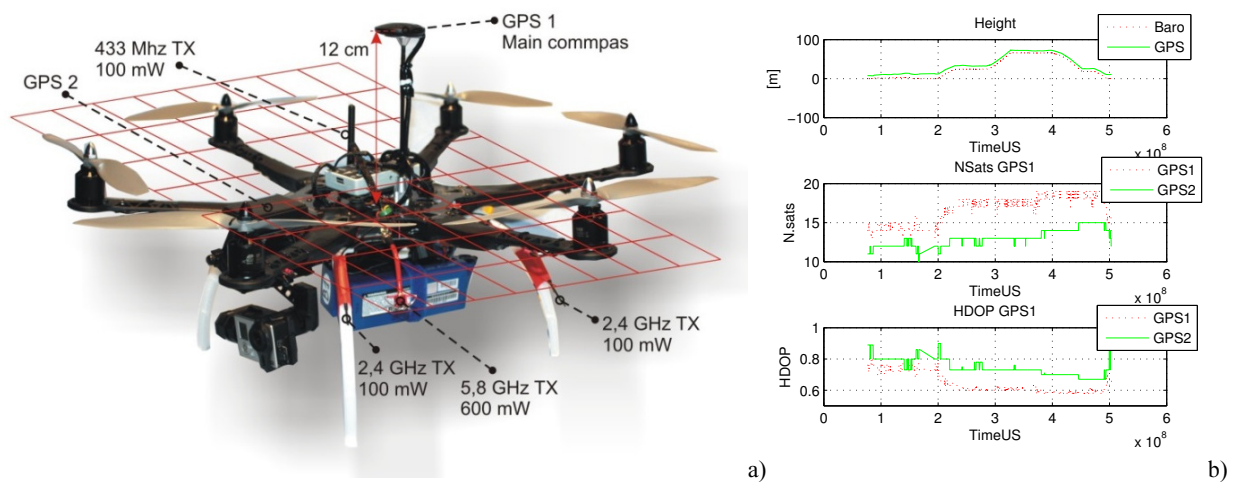 GPS 1
Main commpas
12 cm
433 Mhz TX
100 mW
GPS 2
2,4 GHz TX
100 mW
2,4 GHz TX
100 mW
5,8 GHz TX
600 mW
a)
Height
Baro
GPS
100
0
−100
[m]
0 1 2 3 4 5 6
TimeUS
x 10^8
NSats GPS1
GPS1
GPS2
20
15
10
N.sats
0 1 2 3 4 5 6
TimeUS
x 10^8
HDOP GPS1
GPS1
GPS2
1
0.8
0.6
HDOP
0 1 2 3 4 5 6
TimeUS
x 10^8
b)